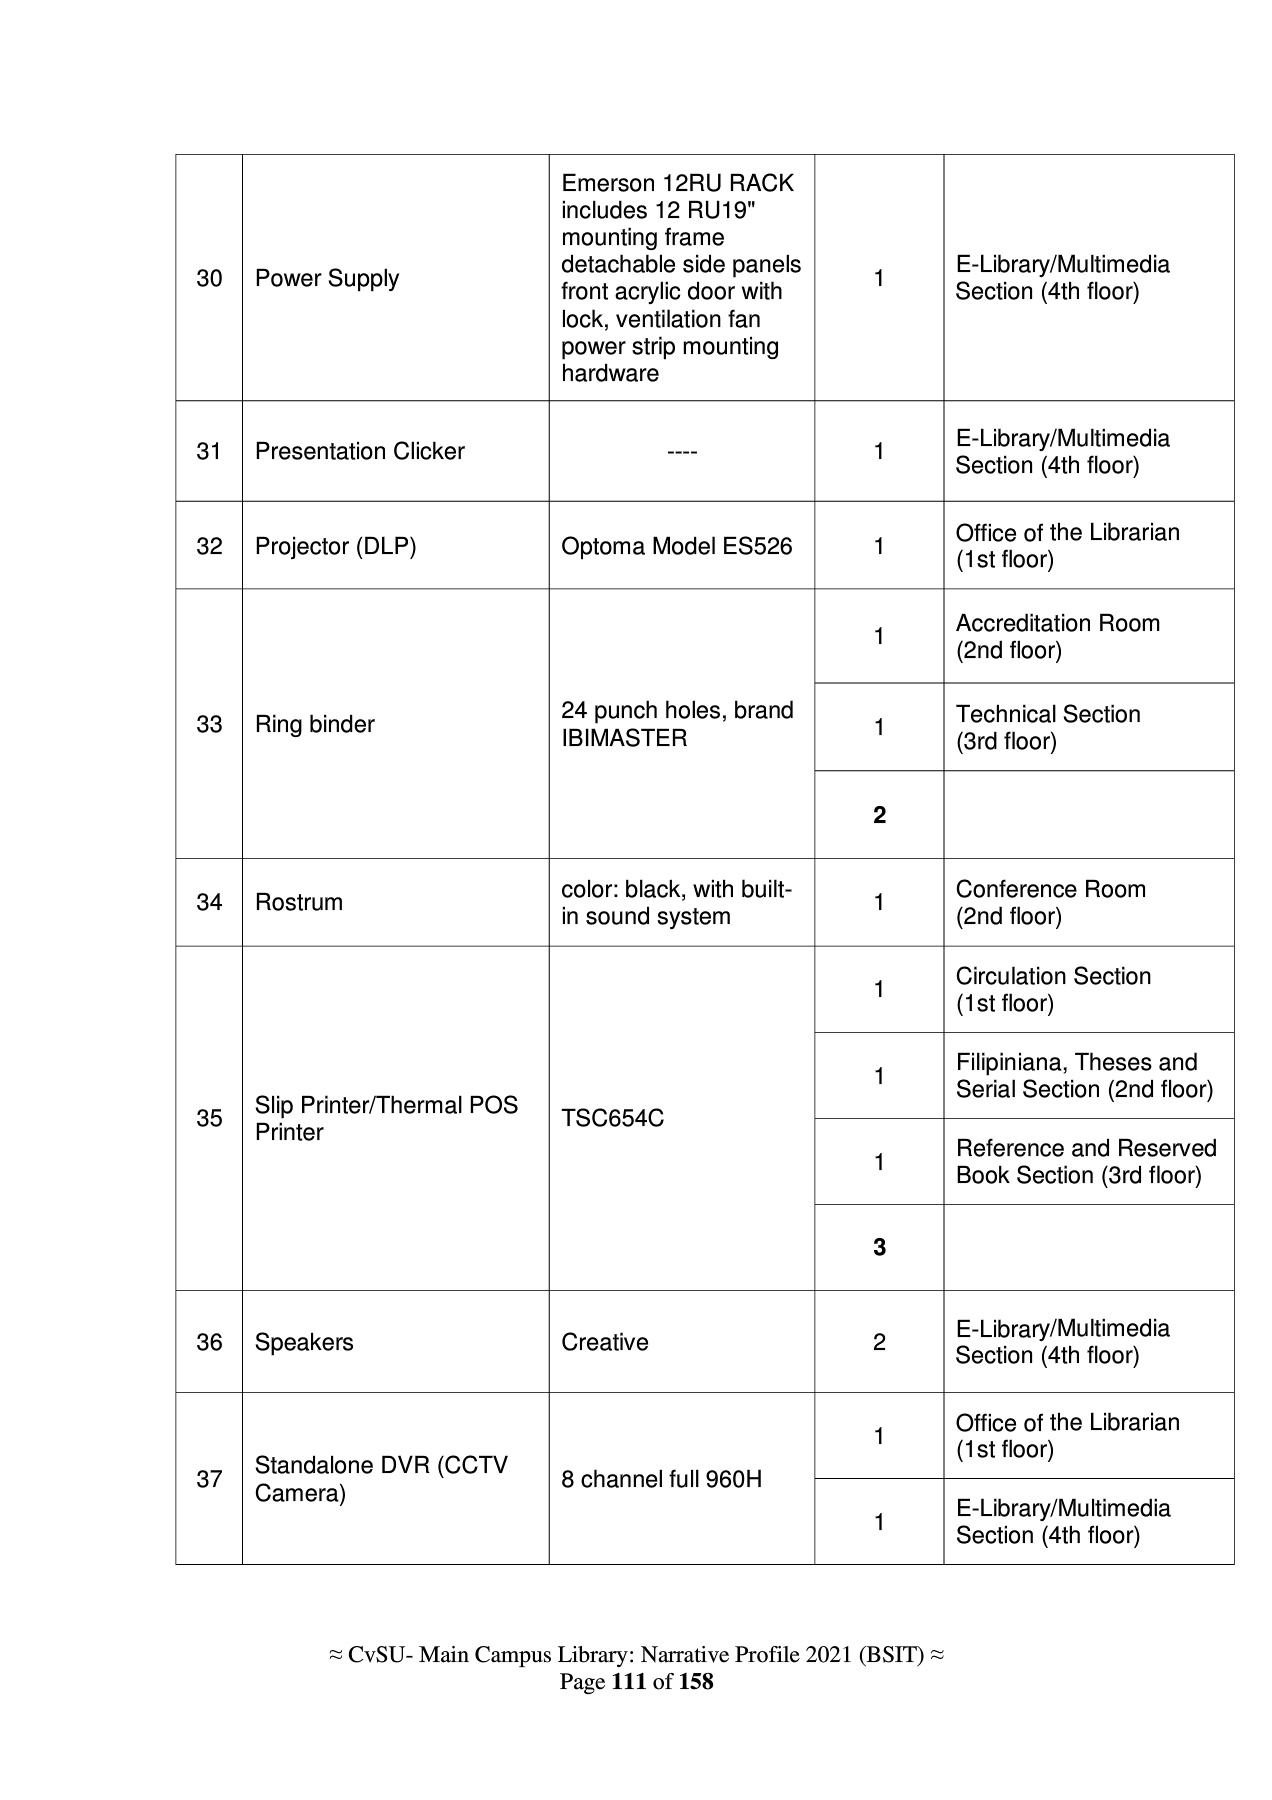 30
Power Supply
Emerson 12RU RACK
includes 12 RU19"
mounting frame
detachable side panels
front acrylic door with
lock, ventilation fan
power strip mounting
hardware
1
E-Library/Multimedia
Section (4th floor)
31
Presentation Clicker
----
1
E-Library/Multimedia
Section (4th floor)
32
Projector (DLP)
Optoma Model ES526
1
Office of the Librarian
(1st floor)
33
Ring binder
24 punch holes, brand
IBIMASTER
1
Accreditation Room
(2nd floor)
1
Technical Section
(3rd floor)
2
34
Rostrum
color: black, with built-
in sound system
1
Conference Room
(2nd floor)
35
Slip Printer/Thermal POS
Printer
TSC654C
1
Circulation Section
(1st floor)
1
Filipiniana, Theses and
Serial Section (2nd floor)
1
Reference and Reserved
Book Section (3rd floor)
3
36
Speakers
Creative
2
E-Library/Multimedia
Section (4th floor)
37
Standalone DVR (CCTV
Camera)
8 channel full 960H
1
Office of the Librarian
(1st floor)
1
E-Library/Multimedia
Section (4th floor)
≈ CvSU- Main Campus Library: Narrative Profile 2021 (BSIT) ≈
Page 111 of 158